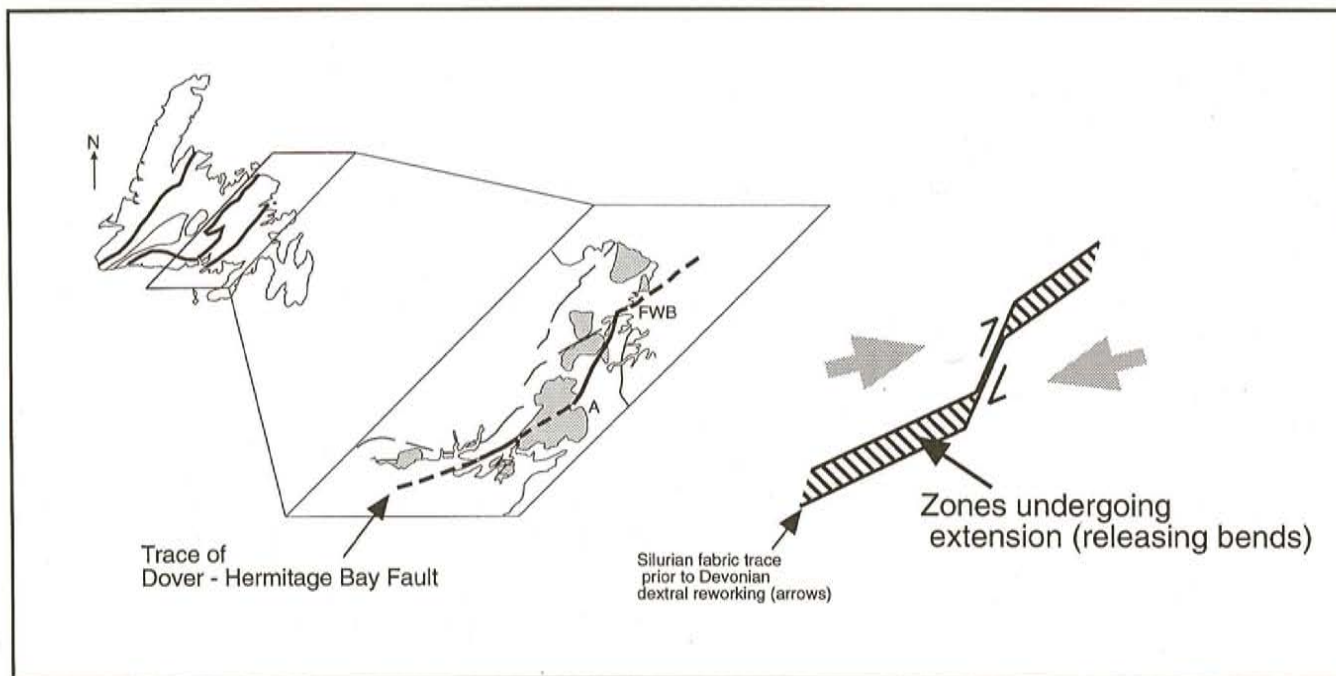 N
FWB
A
Trace of
Dover - Hermitage Bay Fault
Zones undergoing
extension (releasing bends)
Silurian fabric trace
prior to Devonian
dextral reworking (arrows)